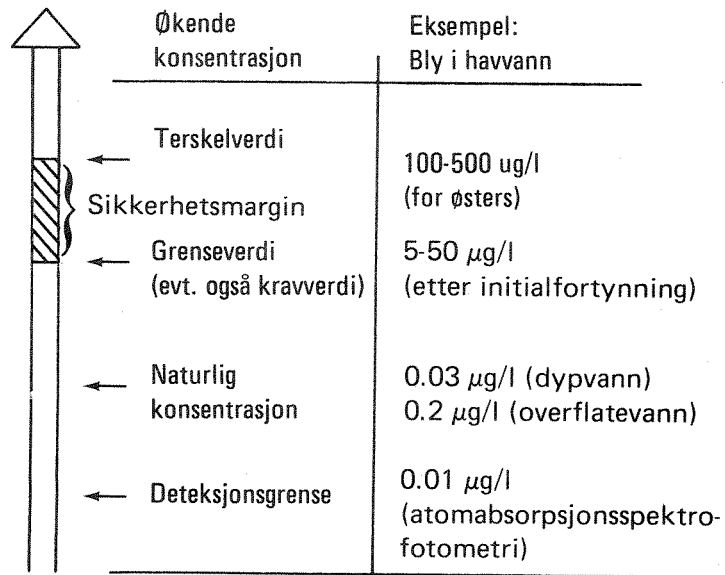 Økende
konsentrasjon
Eksempel:
Bly i havvann
Terskelverdi
100-500 ug/l
(for østers)
Sikkerhetsmargin
Grenseverdi
(evt. også kravverdi)
5-50 µg/l
(etter initialfortynning)
Naturlig
konsentrasjon
0.03 µg/l (dypvann)
0.2 µg/l (overflatevann)
Deteksjonsgrense
0.01 µg/l
(atomabsorpsjonsspektro-
fotometri)